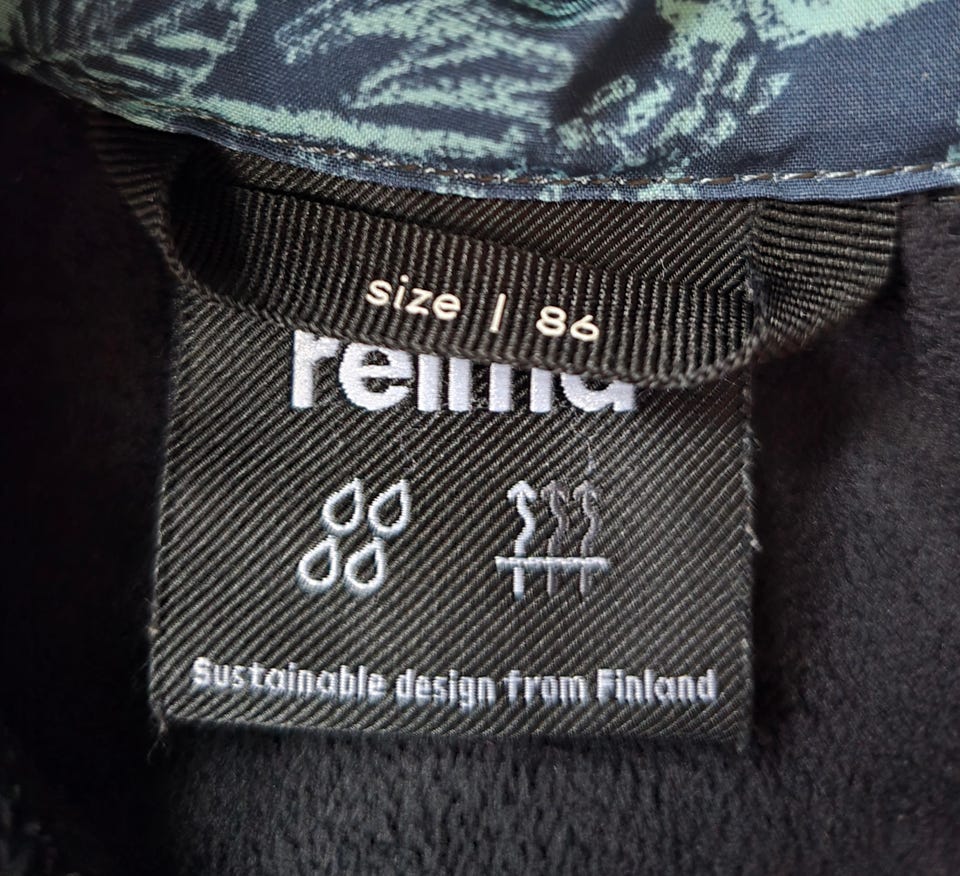 size | 86
reima
Sustainable design from Finland